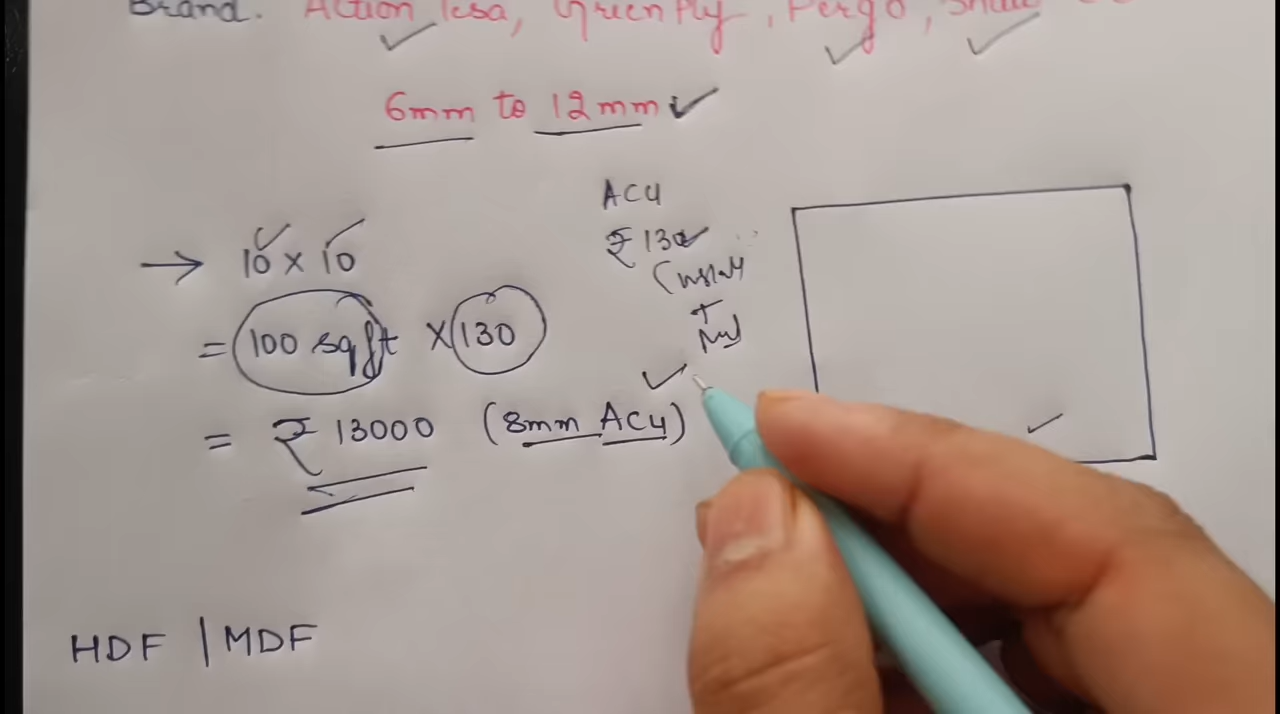 Brand. Action Tesa, Greenply, Pergo,
6mm to 12mm
AC4
₹ 130
→ 10 x 10
= 100 sqft x 130
+
= ₹ 13000 (8mm AC4)
HDF | MDF